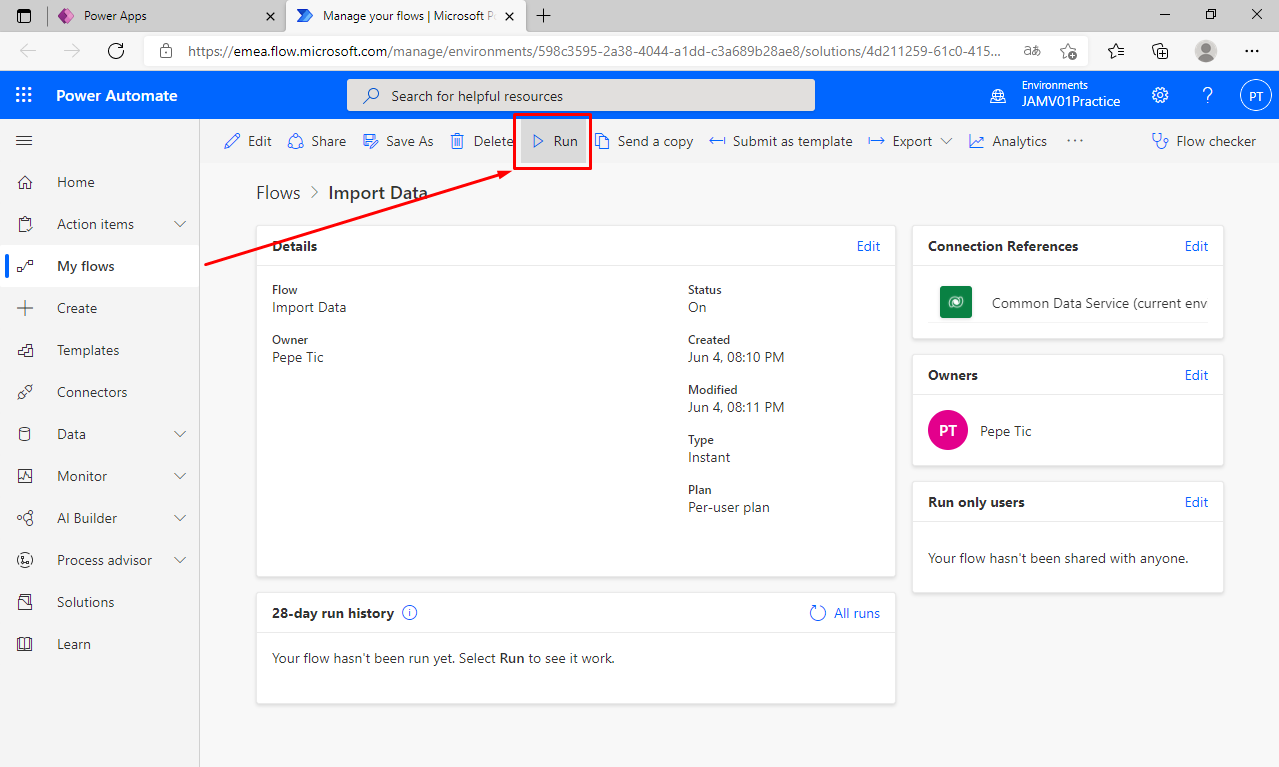 Power Apps
Manage your flows | Microsoft P
https://emea.flow.microsoft.com/manage/environments/598c3595-2a38-4044-a1dd-c3a689b28ae8/solutions/4d211259-61c0-415...
aあ
Power Automate
Search for helpful resources
Environments
JAMV01Practice
?
PT
Edit
Share
Save As
Delete
Run
Send a copy
Submit as template
Export
Analytics
...
Flow checker
Home
Action items
My flows
Create
Templates
Connectors
Data
Monitor
AI Builder
Process advisor
Solutions
Learn
Flows > Import Data
Details
Edit
Flow
Import Data
Owner
Pepe Tic
Status
On
Created
Jun 4, 08:10 PM
Modified
Jun 4, 08:11 PM
Type
Instant
Plan
Per-user plan
28-day run history
All runs
Your flow hasn't been run yet. Select Run to see it work.
Connection References
Edit
Common Data Service (current env
Owners
Edit
PT
Pepe Tic
Run only users
Edit
Your flow hasn't been shared with anyone.